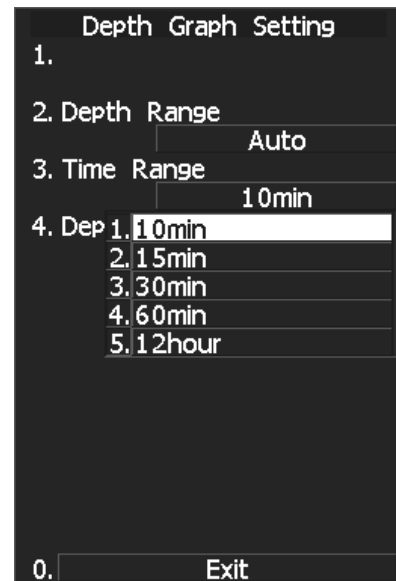 Depth Graph Setting
1.
2. Depth Range
Auto
3. Time Range
10min
4. Dep
1. 10min
2. 15min
3. 30min
4. 60min
5. 12hour
0. Exit